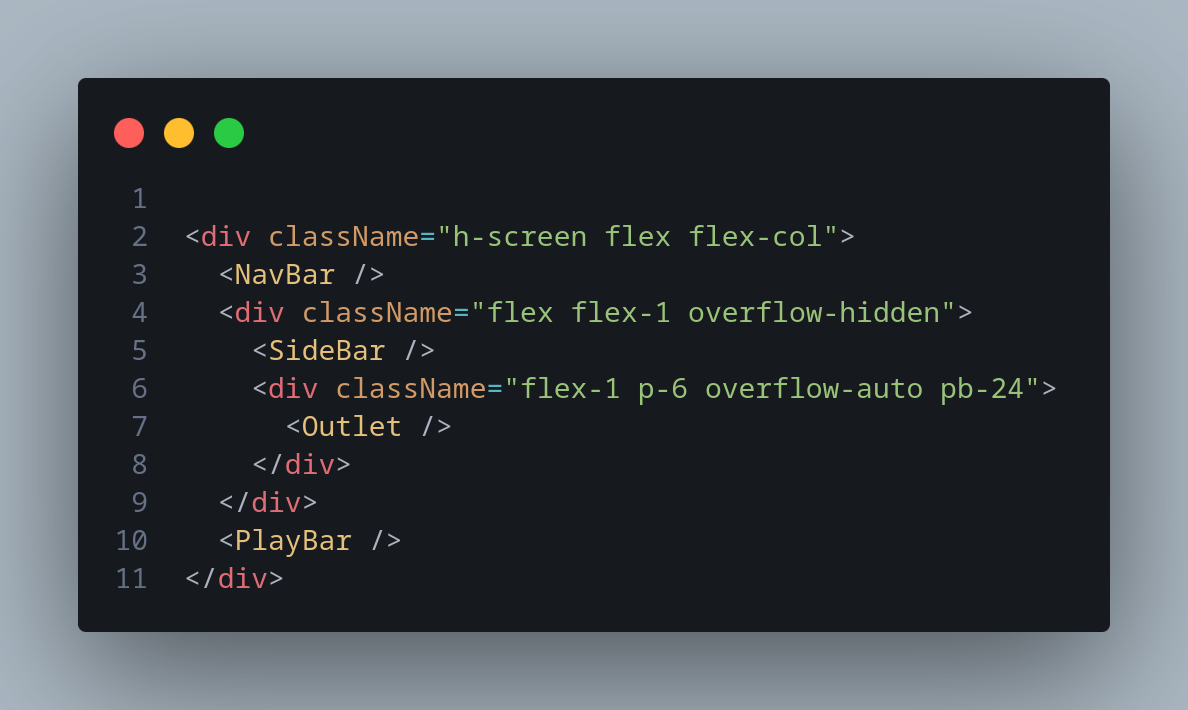 1
2 <div className="h-screen flex flex-col">
3   <NavBar />
4   <div className="flex flex-1 overflow-hidden">
5     <SideBar />
6     <div className="flex-1 p-6 overflow-auto pb-24">
7       <Outlet />
8     </div>
9   </div>
10   <PlayBar />
11 </div>